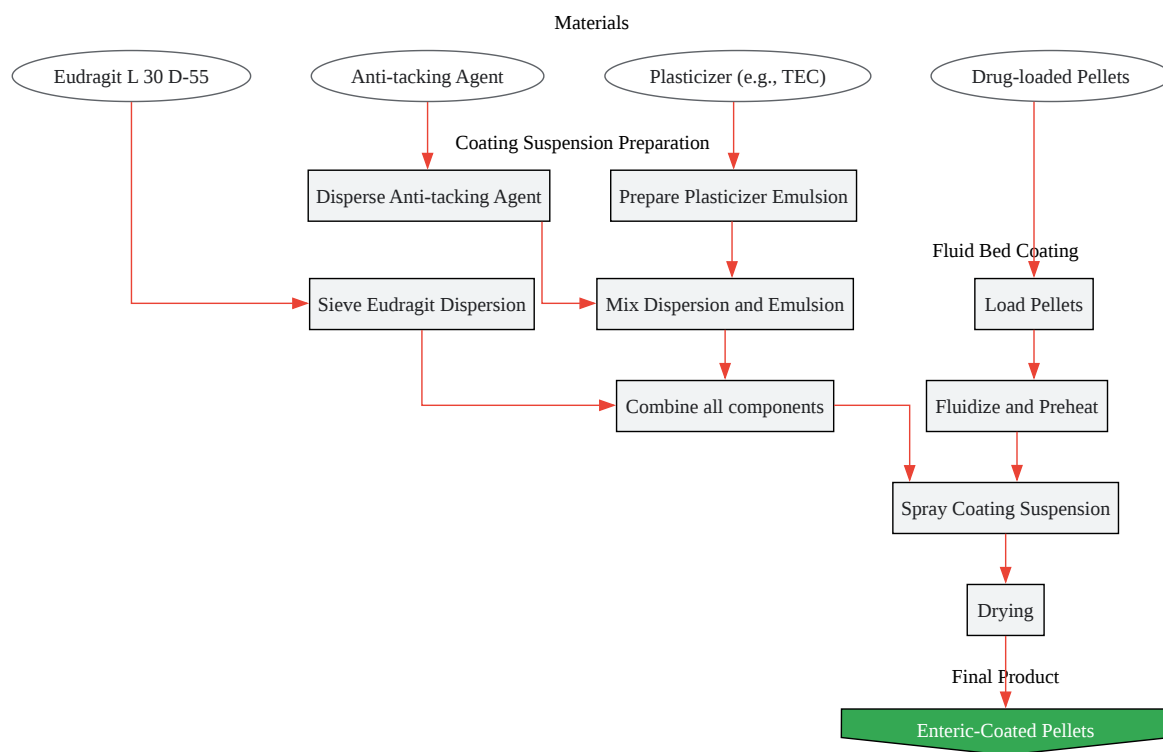 Materials
Eudragit L 30 D-55
Anti-tacking Agent
Plasticizer (e.g., TEC)
Drug-loaded Pellets
Coating Suspension Preparation
Disperse Anti-tacking Agent
Prepare Plasticizer Emulsion
Fluid Bed Coating
Sieve Eudragit Dispersion
Mix Dispersion and Emulsion
Load Pellets
Combine all components
Fluidize and Preheat
Spray Coating Suspension
Drying
Final Product
Enteric-Coated Pellets